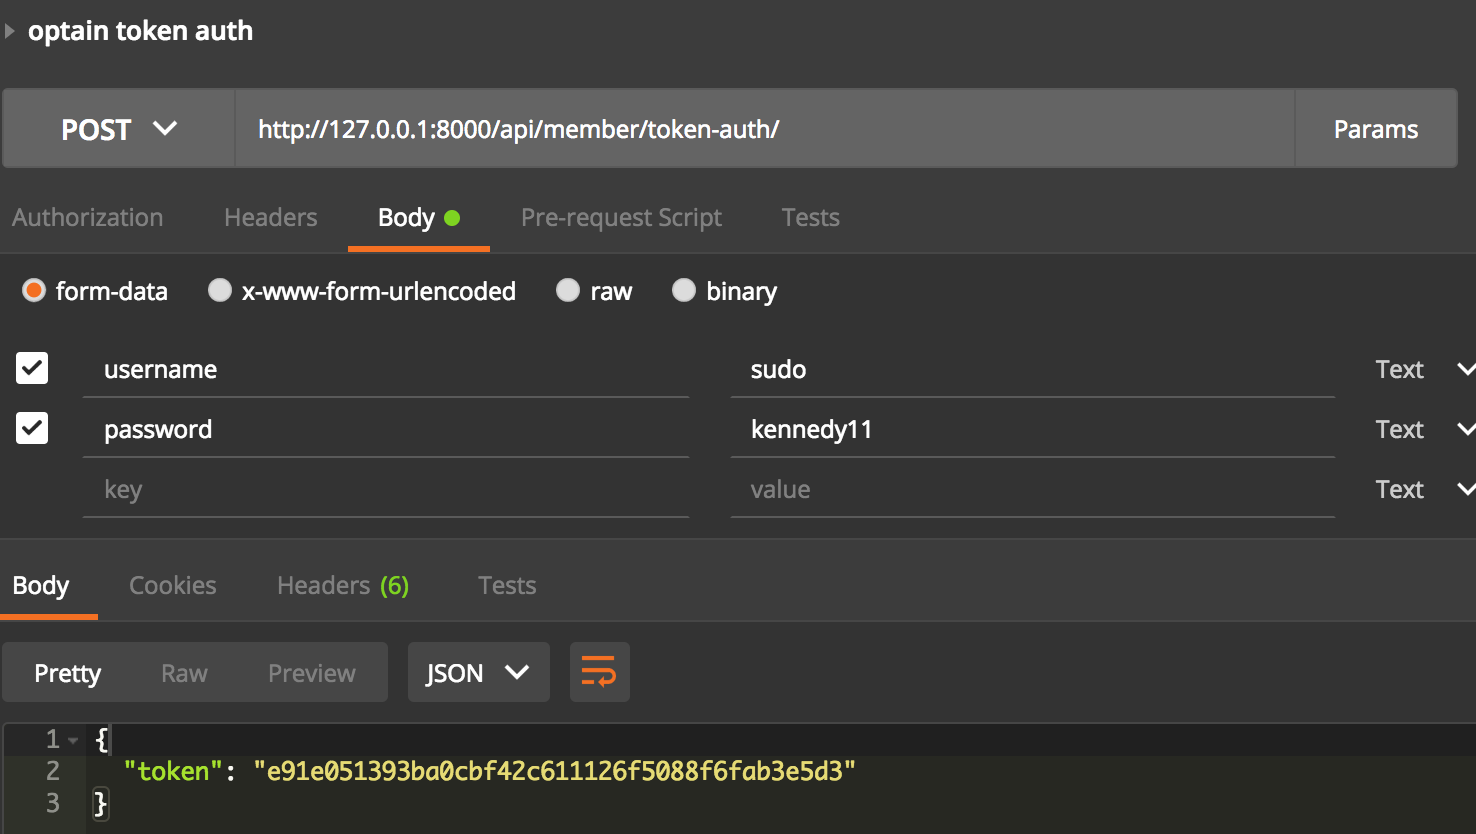 optain token auth
POST http://127.0.0.1:8000/api/member/token-auth/ Params
Authorization Headers Body Pre-request Script Tests
form-data x-www-form-urlencoded raw binary
username sudo Text
password kennedy11 Text
key value Text
Body Cookies Headers (6) Tests
Pretty Raw Preview JSON
1 {
2 "token": "e91e051393ba0cbf42c611126f5088f6fab3e5d3"
3 }